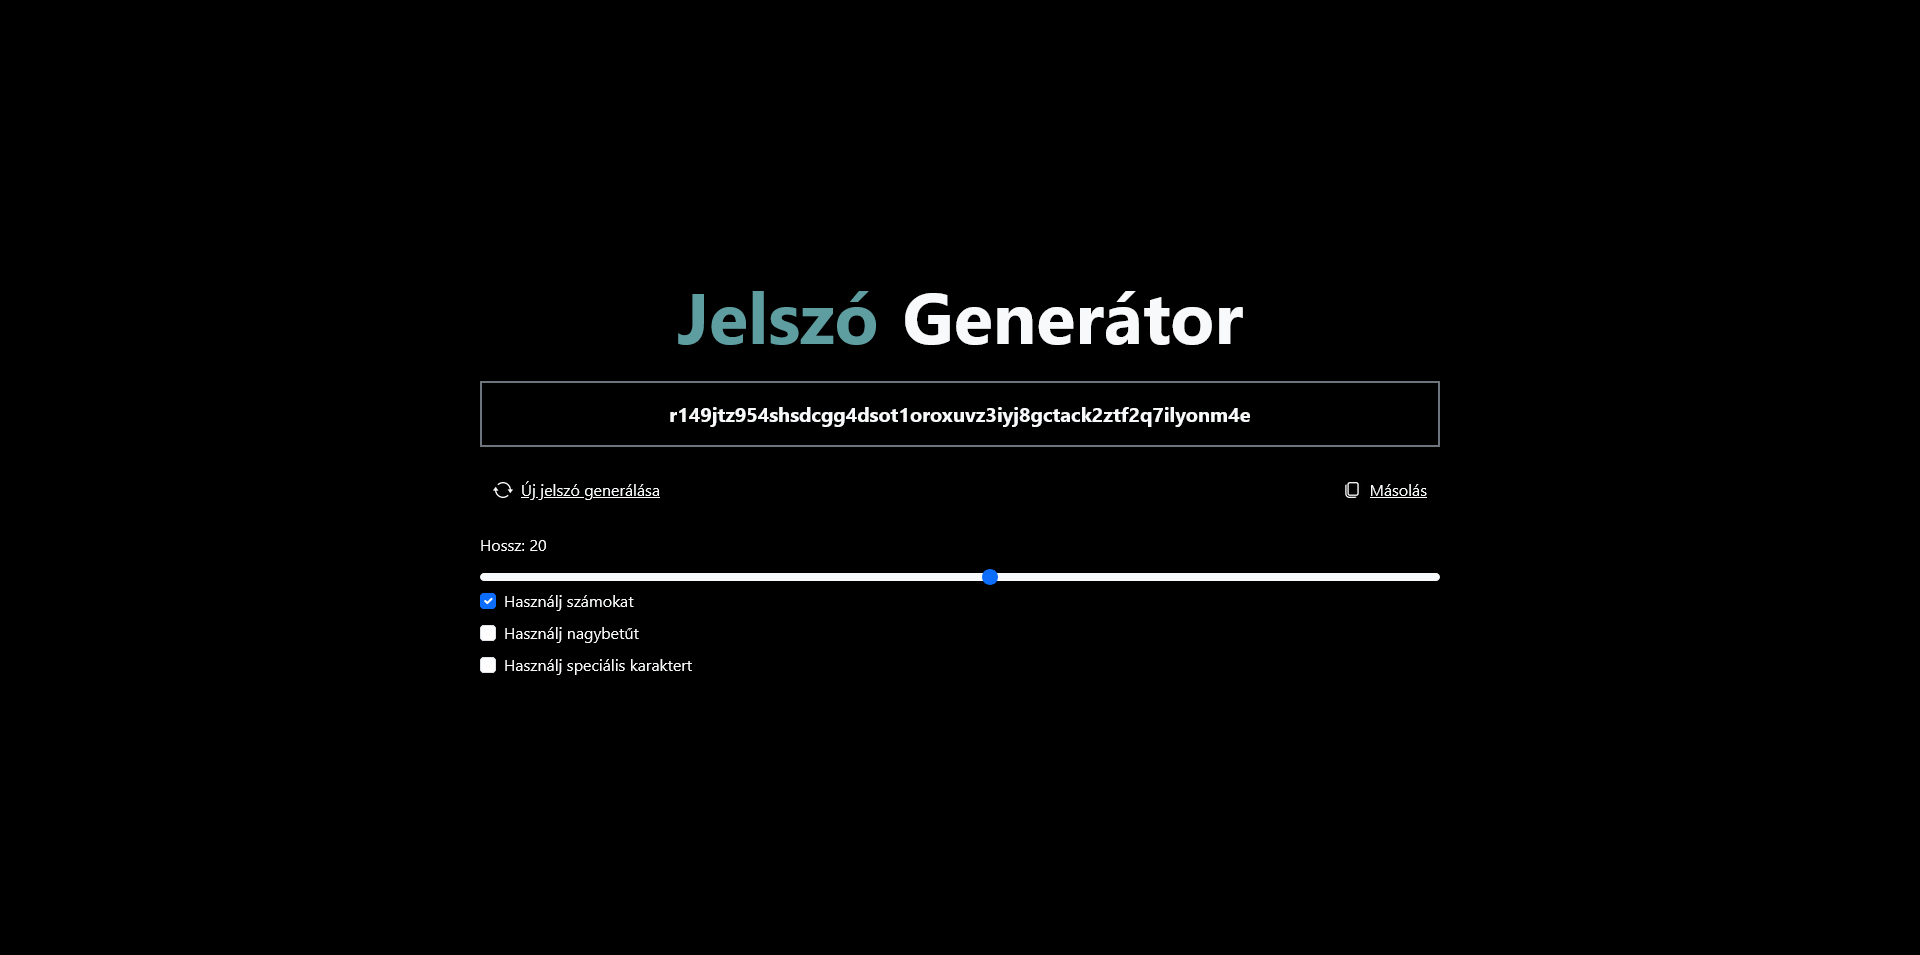 Jelszó Generátor
r149jtz954shsdcgg4dsot1oroxuvz3iyj8gctack2ztf2q7ilyonm4e
Új jelszó generálása
Másolás
Hossz: 20
Használj számokat
Használj nagybetűt
Használj speciális karaktert